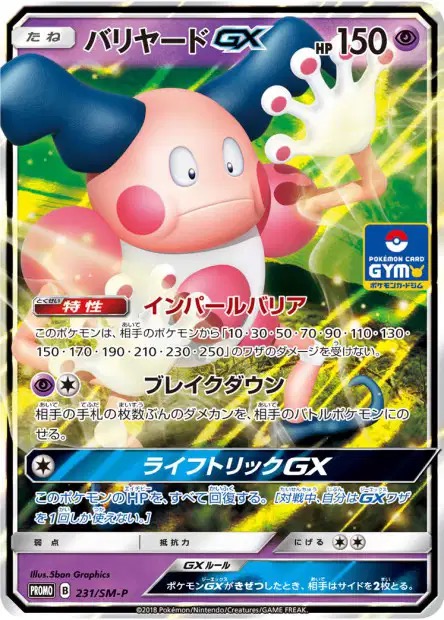 たね バリヤードGX HP150
POKÉMON CARD
GYM
ポケモンカードジム
とくせい
特性 インパールバリア
このポケモンは、相手のポケモンから「10・30・50・70・90・110・130・
150・170・190・210・230・250」のワザのダメージを受けない。
ブレイクダウン
相手の手札の枚数ぶんのダメカンを、相手のバトルポケモンにの
せる。
ライフトリックGX
このポケモンのHPを、すべて回復する。[対戦中、自分はGXワザ
を1回しか使えない。]
弱点 抵抗力 にげる
GXルール
ポケモンGXがきぜつしたとき、相手はサイドを2枚とる。
Illus.5ban Graphics
PROMO B 231/SM-P
©2018 Pokémon/Nintendo/Creatures/GAME FREAK.